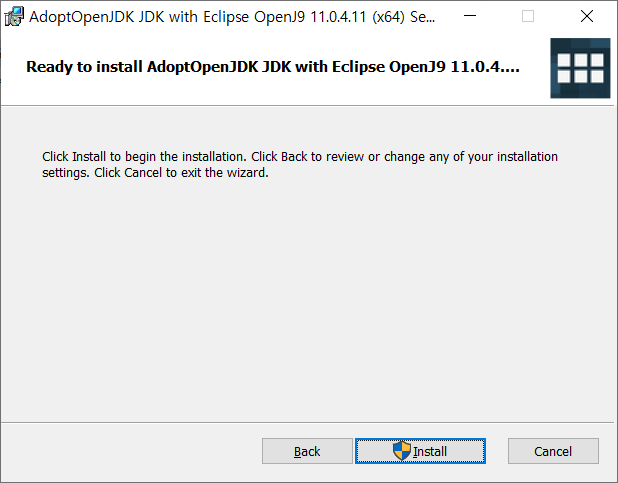 AdoptOpenJDK JDK with Eclipse OpenJ9 11.0.4.11 (x64) Se...
Ready to install AdoptOpenJDK JDK with Eclipse OpenJ9 11.0.4....
Click Install to begin the installation. Click Back to review or change any of your installation
settings. Click Cancel to exit the wizard.
Back Install Cancel